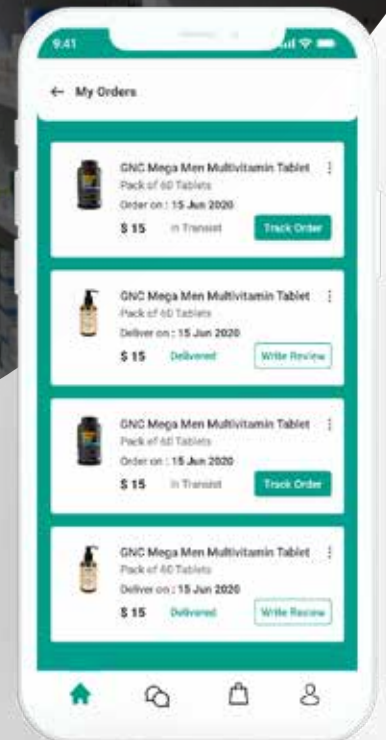 9.41
My Orders
GNC Mega Men Multivitamin Tablet
Pack of 60 Tablets
Order on : 15 Jun 2020
$ 15 In Transist Track Order
GNC Mega Men Multivitamin Tablet
Pack of 60 Tablets
Deliver on : 15 Jun 2020
$ 15 Delivered Write Review
GNC Mega Men Multivitamin Tablet
Pack of 60 Tablets
Order on : 15 Jun 2020
$ 15 In Transist Track Order
GNC Mega Men Multivitamin Tablet
Pack of 60 Tablets
Deliver on : 15 Jun 2020
$ 15 Delivered Write Review